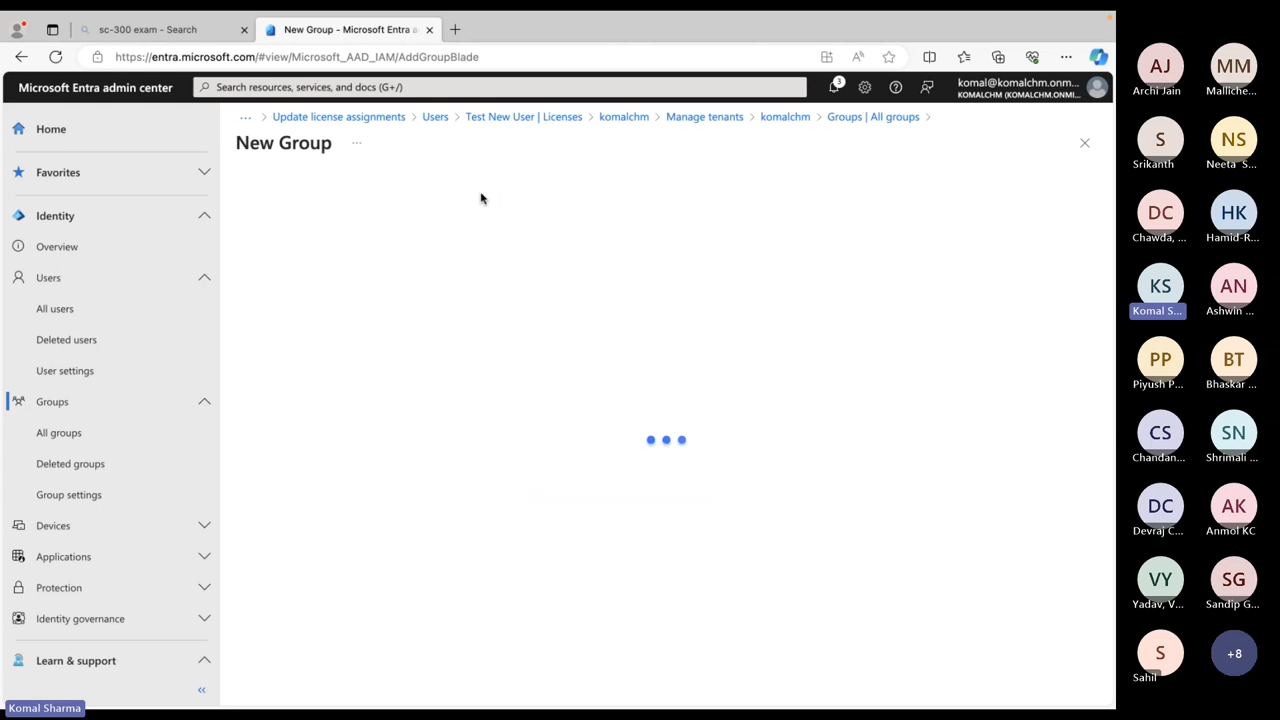 sc-300 exam - Search
New Group - Microsoft Entra a
https://entra.microsoft.com/#view/Microsoft_AAD_IAM/AddGroupBlade
Microsoft Entra admin center
Search resources, services, and docs (G+/)
3
komal@komalchm.onm...
KOMALCHM (KOMALCHM.ONMI...
... > Update license assignments > Users > Test New User | Licenses > komalchm > Manage tenants > komalchm > Groups | All groups >
New Group ...
Home
Favorites
Identity
Overview
Users
All users
Deleted users
User settings
Groups
All groups
Deleted groups
Group settings
Devices
Applications
Protection
Identity governance
Learn & support
Komal Sharma
AJ
Archi Jain
MM
Malliche...
S
Srikanth
NS
Neeta S...
DC
Chawda, ...
HK
Hamid-R...
KS
Komal S...
AN
Ashwin ...
PP
Piyush P...
BT
Bhaskar ...
CS
Chandan...
SN
Shrimali ...
DC
Devraj C...
AK
Anmol KC
VY
Yadav, V...
SG
Sandip G...
S
Sahil
+8